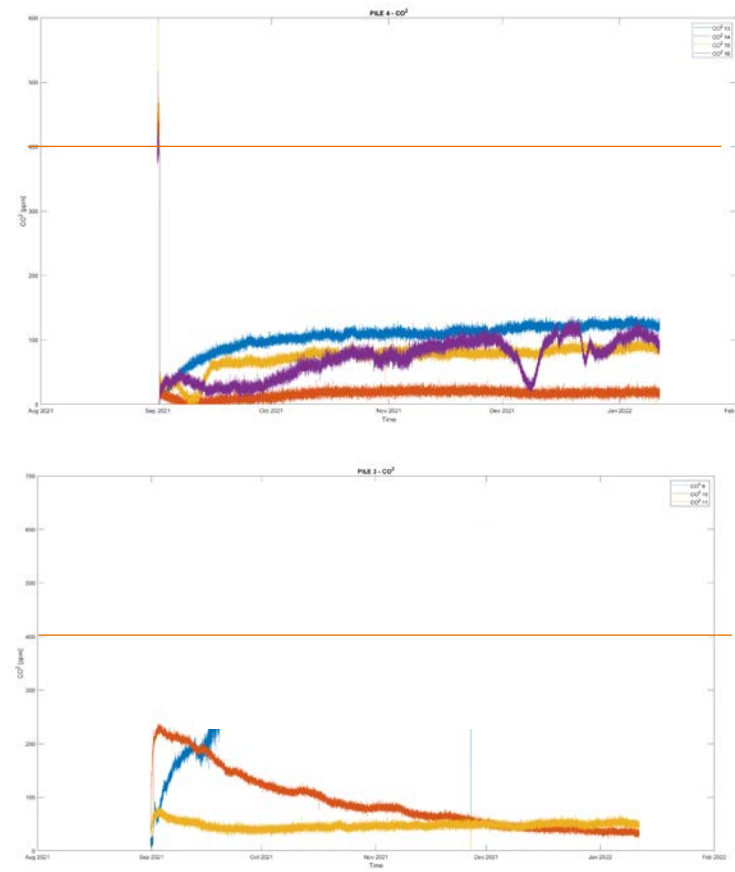 PILE 4 - CO²
600
CO² 13
CO² 14
CO² 15
CO² 16
500
400
300
CO² [ppm]
200
100
0
Aug 2021 Sep 2021 Oct 2021 Nov 2021 Dec 2021 Jan 2022 Feb
Time
PILE 3 - CO²
700
CO² 9
CO² 10
CO² 11
600
500
400
CO² [ppm]
300
200
100
50
0
Aug 2021 Sep 2021 Oct 2021 Nov 2021 Dec 2021 Jan 2022 Feb 2022
Time